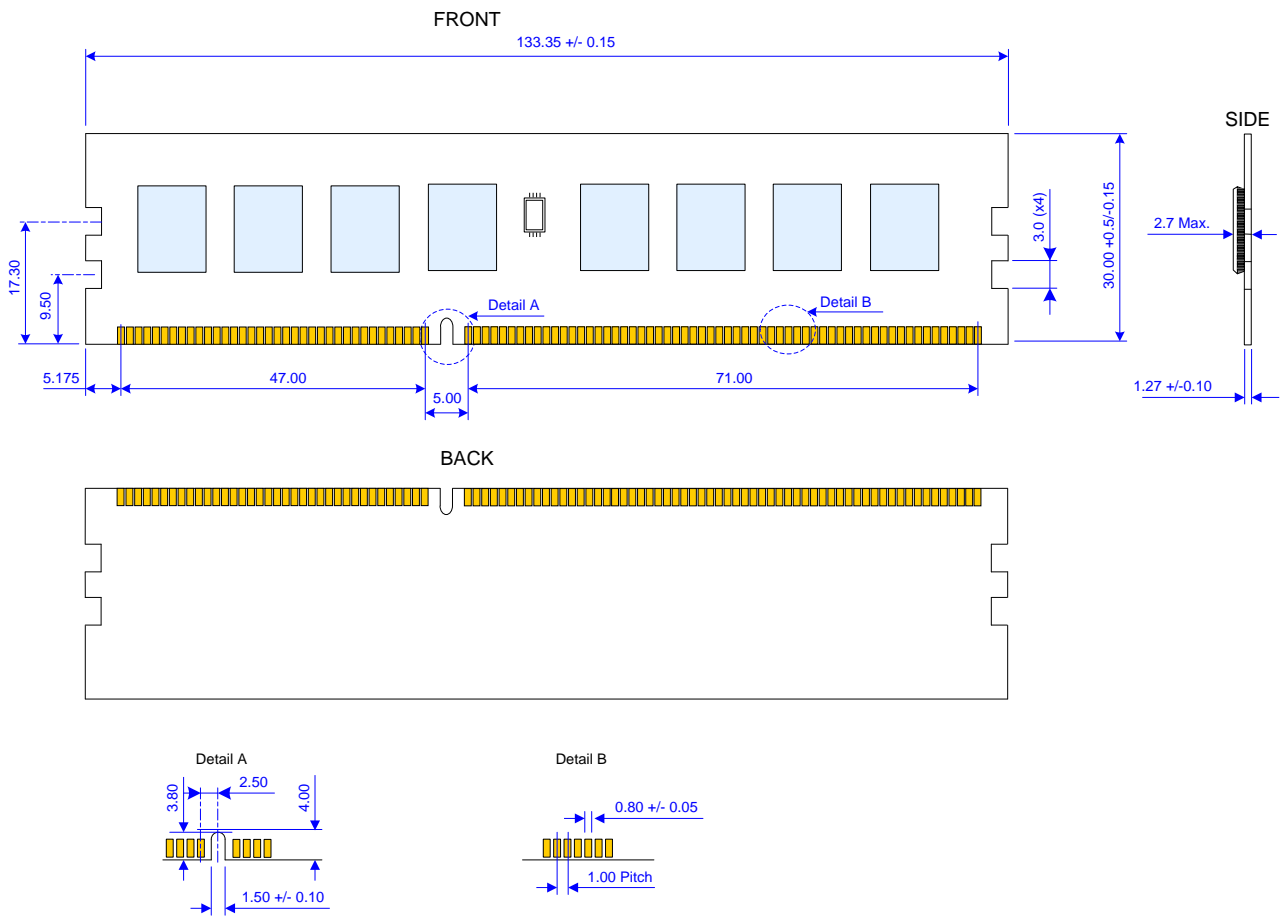 FRONT
133.35 +/- 0.15
SIDE
17.30
9.50
3.0 (x4)
30.00 +0.5/-0.15
2.7 Max.
Detail A
Detail B
5.175
47.00
5.00
71.00
1.27 +/-0.10
BACK
Detail A
3.80
2.50
4.00
1.50 +/- 0.10
Detail B
0.80 +/- 0.05
1.00 Pitch